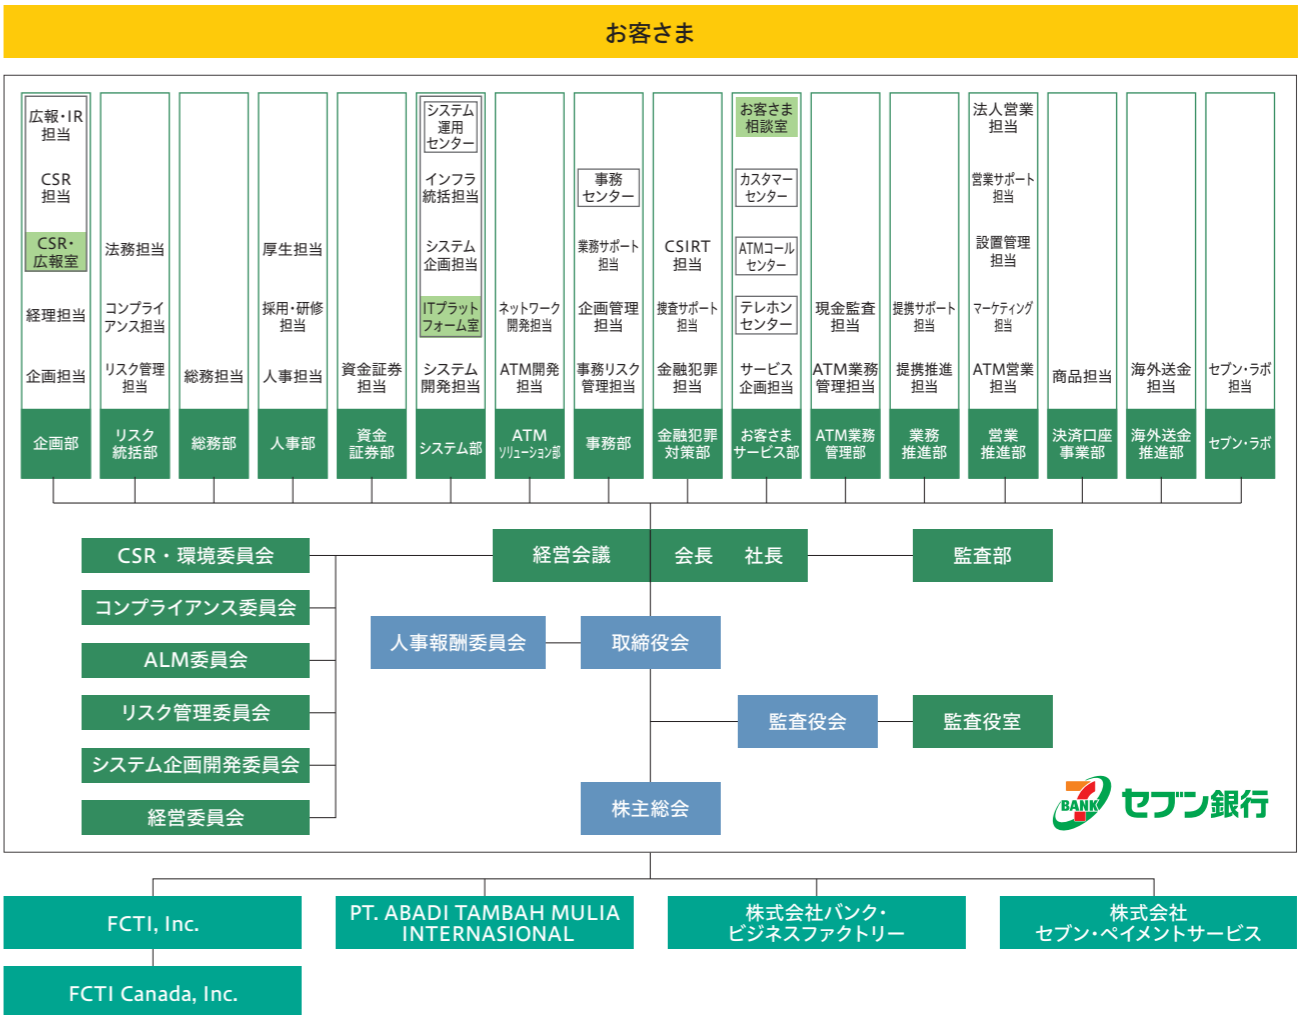 お客さま
広報・IR
担当
CSR
担当
CSR・
広報室
経理担当
企画担当
企画部
法務担当
コンプライ
アンス担当
リスク管理
担当
リスク
統括部
総務担当
総務部
厚生担当
採用・研修
担当
人事担当
人事部
資金証券
担当
資金
証券部
システム
運用
センター
インフラ
統括担当
システム
企画担当
ITプラット
フォーム室
システム
開発担当
システム部
ネットワーク
開発担当
ATM開発
担当
ATM
ソリューション部
事務
センター
業務サポート
担当
企画管理
担当
事務リスク
管理担当
事務部
CSIRT
担当
捜査サポート
担当
金融犯罪
担当
金融犯罪
対策部
お客さま
相談室
カスタマー
センター
ATMコール
センター
テレホン
センター
サービス
企画担当
お客さま
サービス部
現金監査
担当
ATM業務
管理担当
ATM業務
管理部
提携サポート
担当
提携推進
担当
業務
推進部
法人営業
担当
営業サポート
担当
設置管理
担当
マーケティング
担当
ATM営業
担当
営業
推進部
商品担当
決済口座
事業部
海外送金
担当
海外送金
推進部
セブン・ラボ
担当
セブン・ラボ
CSR・環境委員会
コンプライアンス委員会
ALM委員会
リスク管理委員会
システム企画開発委員会
経営委員会
経営会議
会長 社長
監査部
人事報酬委員会
取締役会
監査役会
監査役室
株主総会
7
BANK
セブン銀行
FCTI, Inc.
FCTI Canada, Inc.
PT. ABADI TAMBAH MULIA
INTERNASIONAL
株式会社バンク・
ビジネスファクトリー
株式会社
セブン・ペイメントサービス